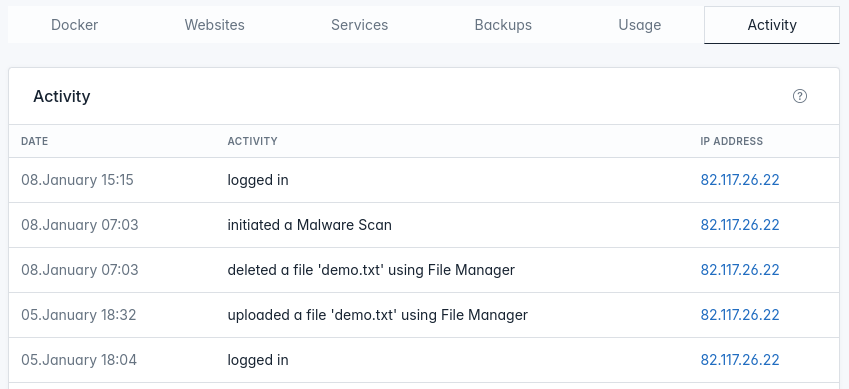 Docker Websites Services Backups Usage Activity
Activity ?
DATE ACTIVITY IP ADDRESS
08.January 15:15 logged in 82.117.26.22
08.January 07:03 initiated a Malware Scan 82.117.26.22
08.January 07:03 deleted a file 'demo.txt' using File Manager 82.117.26.22
05.January 18:32 uploaded a file 'demo.txt' using File Manager 82.117.26.22
05.January 18:04 logged in 82.117.26.22